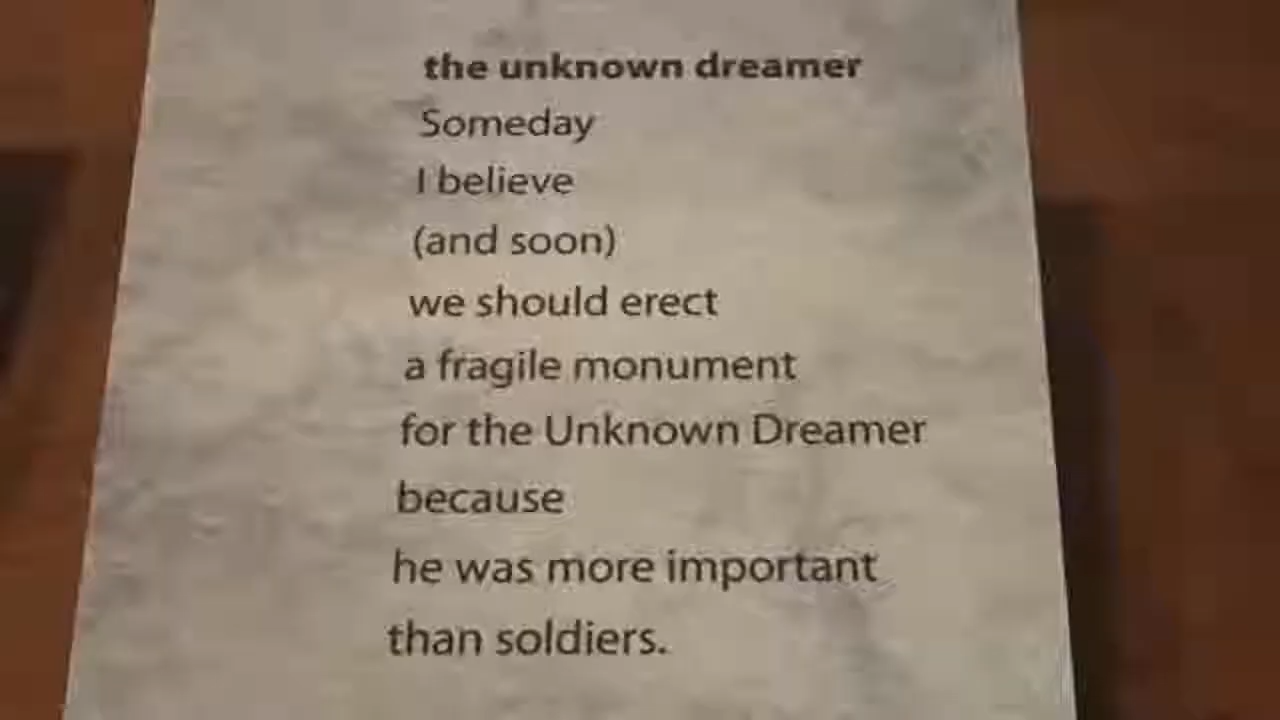 the unknown dreamer
Someday
I believe
(and soon)
we should erect
a fragile monument
for the Unknown Dreamer
because
he was more important
than soldiers.